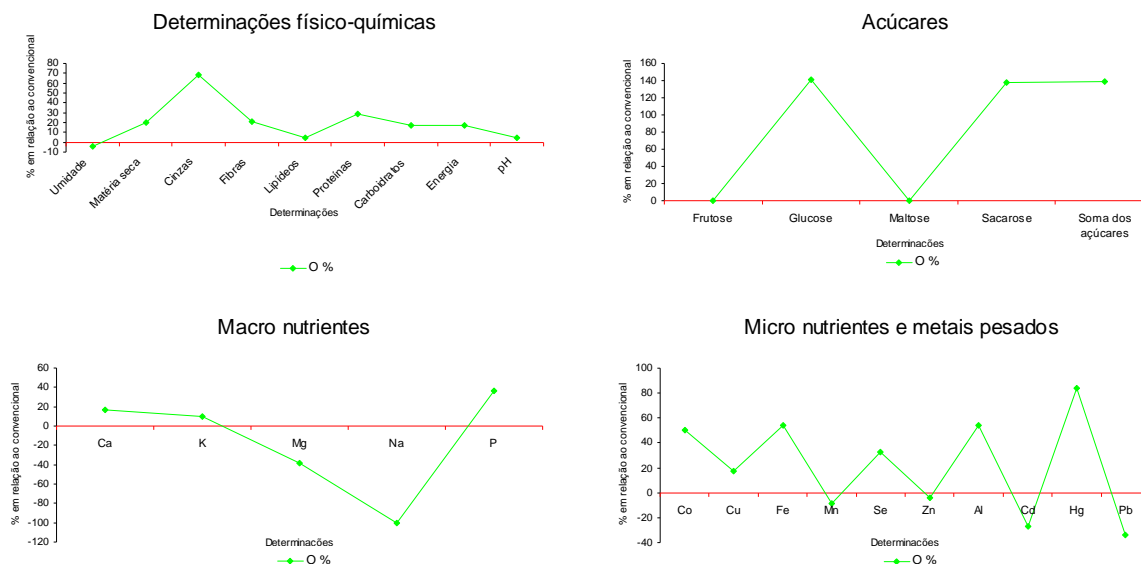 Determinações físico-químicas
% em relação ao convencional
80
70
60
50
40
30
20
10
0
-10
Umidade
Matéria seca
Cinzas
Fibras
Lipídeos
Proteínas
Carboidratos
Energia
pH
Determinações
O %
Açúcares
% em relação ao convencional
160
140
120
100
80
60
40
20
0
Frutose
Glucose
Maltose
Sacarose
Soma dos
açúcares
Determinacões
O %
Macro nutrientes
% em relação ao convencional
60
40
20
0
-20
-40
-60
-80
-100
-120
Ca
K
Mg
Na
P
Determinações
O %
Micro nutrientes e metais pesados
% em relação ao convencional
100
80
60
40
20
0
-20
-40
Co
Cu
Fe
Mn
Se
Zn
Al
Cd
Hg
Pb
Determinações
O %